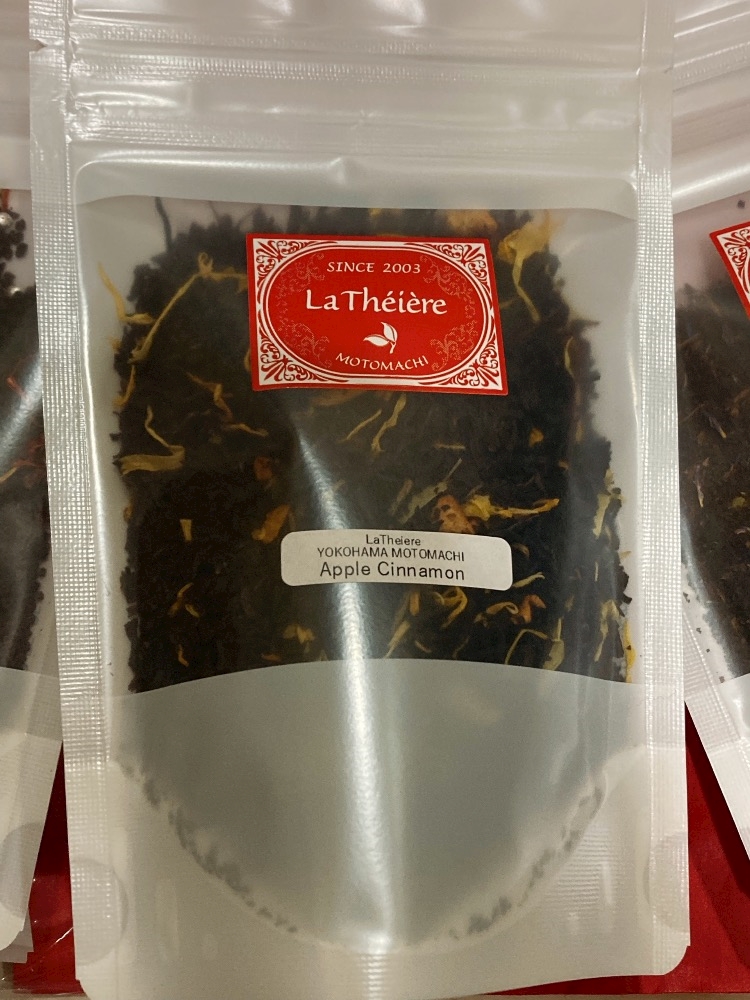 SINCE 2003
LaThéière
MOTOMACHI
LaTheiere
YOKOHAMA MOTOMACHI
Apple Cinnamon